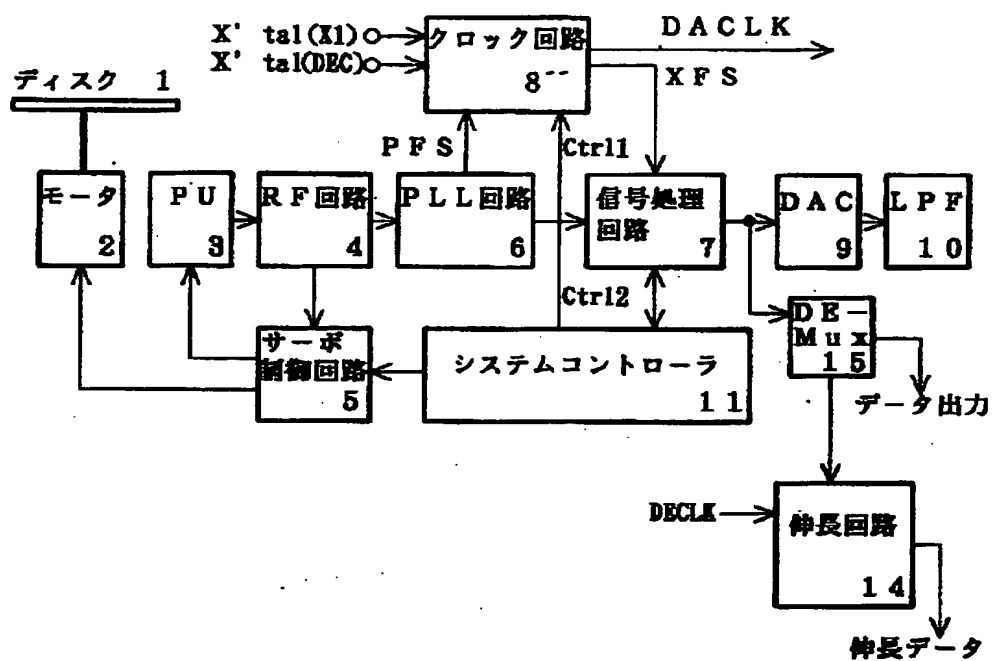 X' tal(X1)
X' tal(DEC)
クロック回路
8
DACLK
XFS
ディスク 1
PFS
Ctrl1
モータ
2
PU
3
RF回路
4
PLL回路
6
信号処理
回路
7
DAC
9
LPF
10
Ctrl2
サーボ
制御回路
5
システムコントローラ
11
DE-
Mux
15
データ出力
DECLK
伸長回路
14
伸長データ